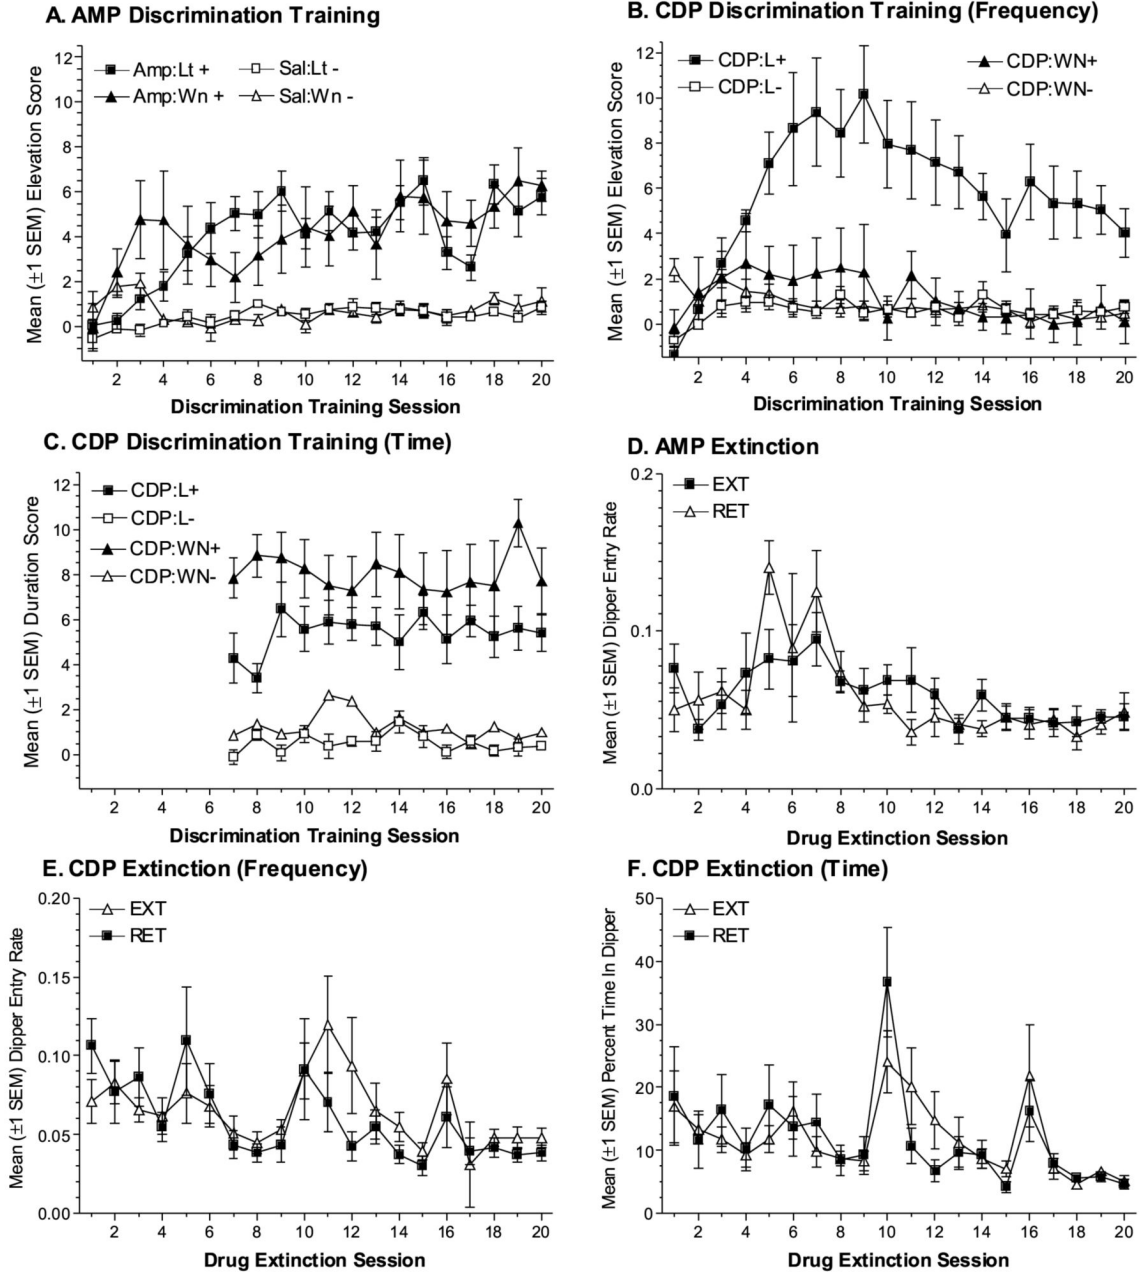 A. AMP Discrimination Training
Mean (±1 SEM) Elevation Score
12
10
8
6
4
2
0
Amp:Lt +
Sal:Lt -
Amp:Wn +
Sal:Wn -
2 4 6 8 10 12 14 16 18 20
Discrimination Training Session
B. CDP Discrimination Training (Frequency)
Mean (±1 SEM) Elevation Score
12
10
8
6
4
2
0
CDP:L+
CDP:WN+
CDP:L-
CDP:WN-
2 4 6 8 10 12 14 16 18 20
Discrimination Training Session
C. CDP Discrimination Training (Time)
Mean (±1 SEM) Duration Score
12
10
8
6
4
2
0
CDP:L+
CDP:L-
CDP:WN+
CDP:WN-
2 4 6 8 10 12 14 16 18 20
Discrimination Training Session
D. AMP Extinction
Mean (±1 SEM) Dipper Entry Rate
0.2
0.1
0.0
EXT
RET
2 4 6 8 10 12 14 16 18 20
Drug Extinction Session
E. CDP Extinction (Frequency)
Mean (±1 SEM) Dipper Entry Rate
0.20
0.15
0.10
0.05
0.00
EXT
RET
2 4 6 8 10 12 14 16 18 20
Drug Extinction Session
F. CDP Extinction (Time)
Mean (±1 SEM) Percent Time In Dipper
50
40
30
20
10
0
EXT
RET
2 4 6 8 10 12 14 16 18 20
Drug Extinction Session